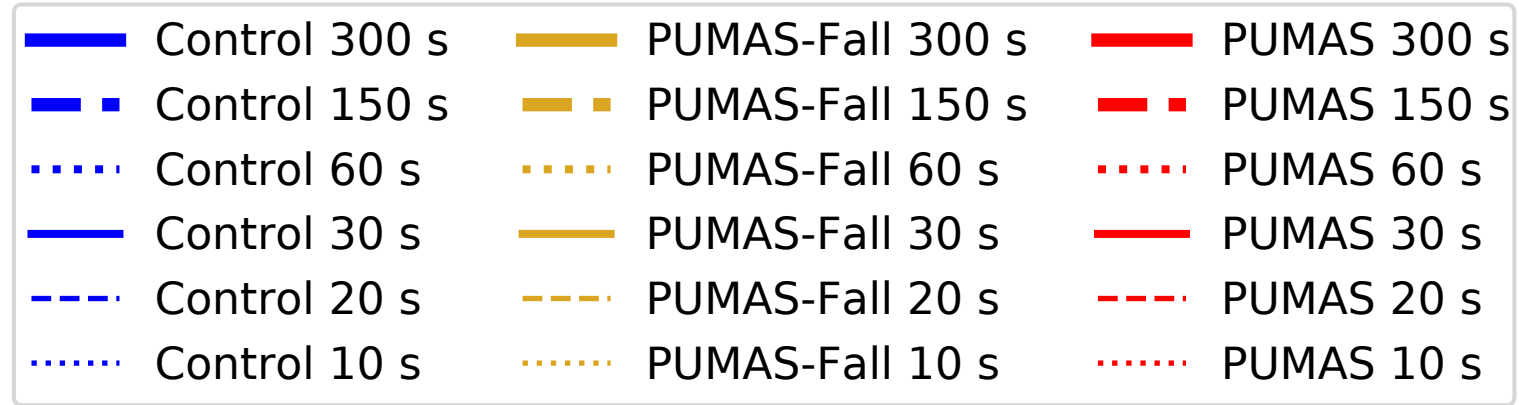 Control 300 s PUMAS-Fall 300 s PUMAS 300 s
Control 150 s PUMAS-Fall 150 s PUMAS 150 s
Control 60 s PUMAS-Fall 60 s PUMAS 60 s
Control 30 s PUMAS-Fall 30 s PUMAS 30 s
Control 20 s PUMAS-Fall 20 s PUMAS 20 s
Control 10 s PUMAS-Fall 10 s PUMAS 10 s